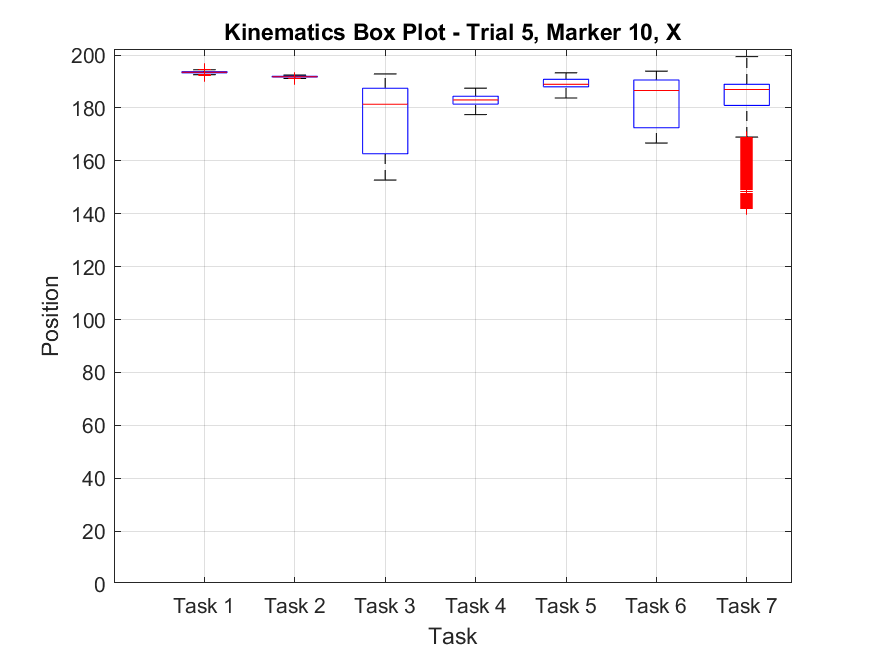 Kinematics Box Plot - Trial 5, Marker 10, X
200
180
160
140
120
100
80
60
40
20
0
Position
Task 1 Task 2 Task 3 Task 4 Task 5 Task 6 Task 7
Task